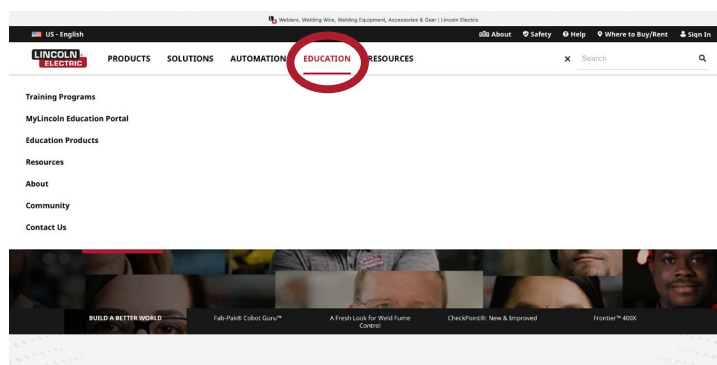 Welders, Welding Wire, Welding Equipment, Accessories & Gear | Lincoln Electric
US - English
About
Safety
Help
Where to Buy/Rent
Sign In
LINCOLN
ELECTRIC
PRODUCTS
SOLUTIONS
AUTOMATION
EDUCATION
RESOURCES
Search
Training Programs
MyLincoln Education Portal
Education Products
Resources
About
Community
Contact Us
BUILD A BETTER WORLD
Fab-Pak® Cobot Guru™
A Fresh Look for Weld Fume
Control
CheckPoint®: New & Improved
Frontier™ 400X